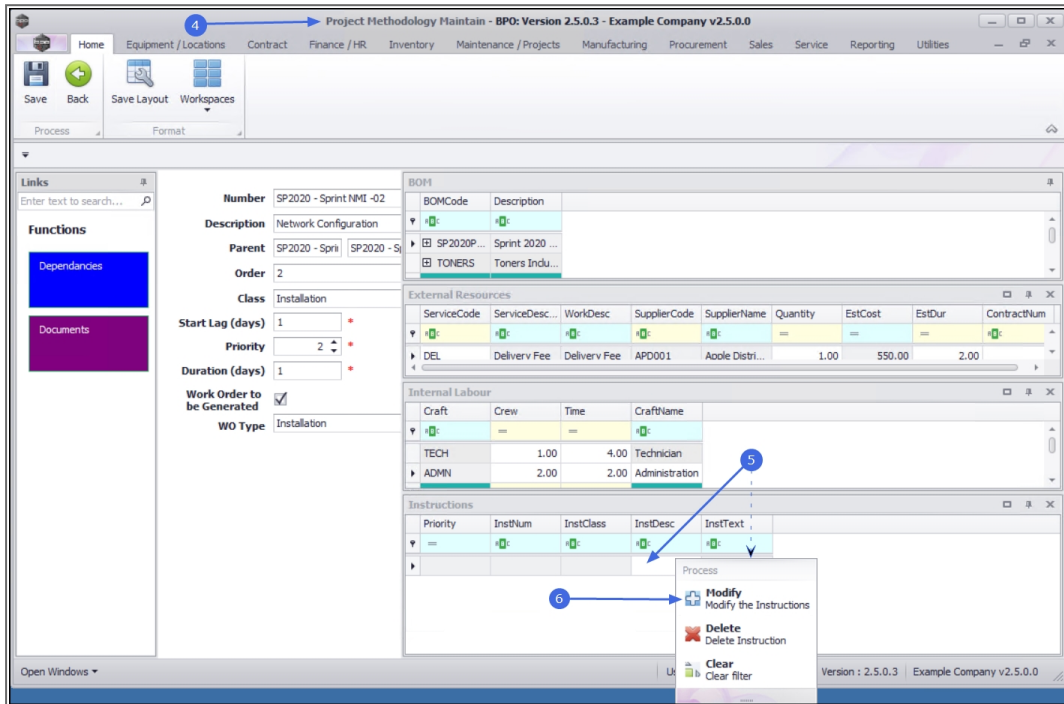 4
Project Methodology Maintain - BPO: Version 2.5.0.3 - Example Company v2.5.0.0
Home Equipment / Locations Contract Finance / HR Inventory Maintenance / Projects Manufacturing Procurement Sales Service Reporting Utilities
Save Back Save Layout Workspaces
Process Format
Links
Enter text to search...
Functions
Dependancies
Documents
Number SP2020 - Sprint NMI -02
Description Network Configuration
Parent SP2020 - Spri SP2020 - Sp
Order 2
Class Installation
Start Lag (days) 1 *
Priority 2 *
Duration (days) 1 *
Work Order to
be Generated
WO Type Installation
BOM
BOMCode Description
SP2020P... Sprint 2020 ...
TONERS Toners Inclu...
External Resources
ServiceCode ServiceDesc... WorkDesc SupplierCode SupplierName Quantity EstCost EstDur ContractNum
= = =
DEL Delivery Fee Delivery Fee APD001 Apple Distri... 1.00 550.00 2.00
Internal Labour
Craft Crew Time CraftName
= =
TECH 1.00 4.00 Technician
ADMN 2.00 2.00 Administration
5
Instructions
Priority InstNum InstClass InstDesc InstText
=
Process
6
Modify
Modify the Instructions
Delete
Delete Instruction
Clear
Clear filter
Open Windows Version : 2.5.0.3 Example Company v2.5.0.0